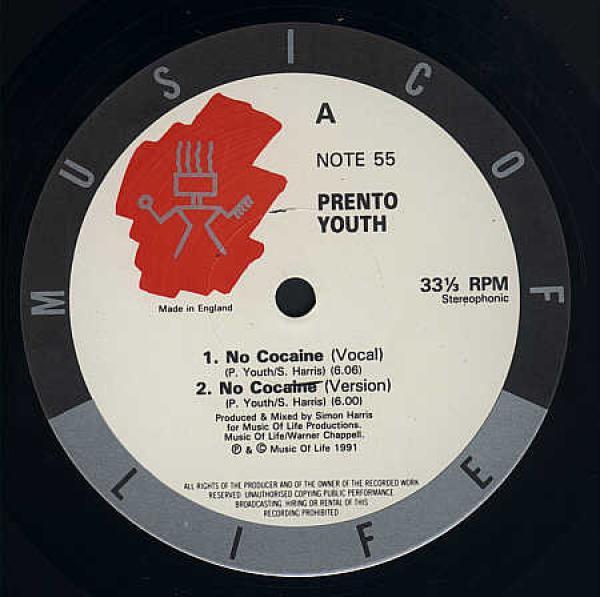 MUSIC OF LIFE
A
NOTE 55
PRENTO
YOUTH
33⅓ RPM
Stereophonic
Made in England
1. No Cocaine (Vocal)
(P. Youth/S. Harris) (6.06)
2. No Cocaine (Version)
(P. Youth/S. Harris) (6.00)
Produced & Mixed by Simon Harris
for Music Of Life Productions.
Music Of Life/Warner Chappell.
℗ & © Music Of Life 1991
ALL RIGHTS OF THE PRODUCER AND OF THE OWNER OF THE RECORDED WORK
RESERVED. UNAUTHORISED COPYING PUBLIC PERFORMANCE
BROADCASTING. HIRING OR RENTAL OF THIS
RECORDING PROHIBITED